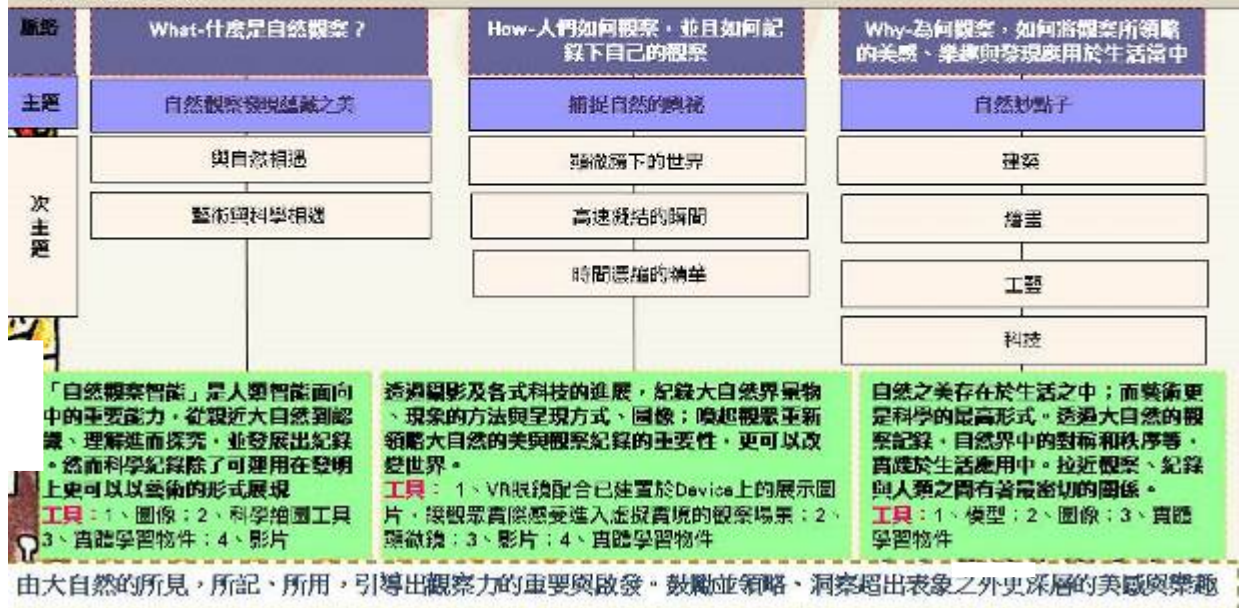 脈絡
What-什麼是自然觀察？
How-人們如何觀察，並且如何記
錄下自己的觀察
Why-為何觀察，如何將觀察所領略
的美感、樂趣與發現應用於生活當中
主題
自然觀察發現蘊藏之美
捕捉自然的奧秘
自然妙點子
次主題
與自然相遇
藝術與科學相遇
顯微鏡下的世界
高速凝結的瞬間
時間濃縮的精華
建築
繪畫
工藝
科技
「自然觀察智能」是人類智能面向
中的重要能力，從親近大自然到認
識、理解進而探究，並發展出紀錄
。然而科學紀錄除了可運用在發明
上更可以以藝術的形式展現
工具：1、圖像；2、科學繪圖工具
3、實體學習物件；4、影片
透過攝影及各式科技的進展，紀錄大自然界景物
、現象的方法與呈現方式、圖像；喚起觀眾重新
領略大自然的美與觀察紀錄的重要性，更可以改
變世界。
工具： 1、VR眼鏡配合已建置於Device上的展示圖
片，讓觀眾實際感受進入虛擬實境的觀察場景；2、
顯微鏡；3、影片；4、實體學習物件
自然之美存在於生活之中；而藝術更
是科學的最高形式。透過大自然的觀
察記錄，自然界中的對稱和秩序等，
實踐於生活應用中。拉近觀察、紀錄
與人類之間有著最密切的關係。
工具：1、模型；2、圖像；3、實體
學習物件
由大自然的所見，所記、所用，引導出觀察力的重要與啟發。鼓勵並領略、洞察超出表象之外更深層的美感與樂趣